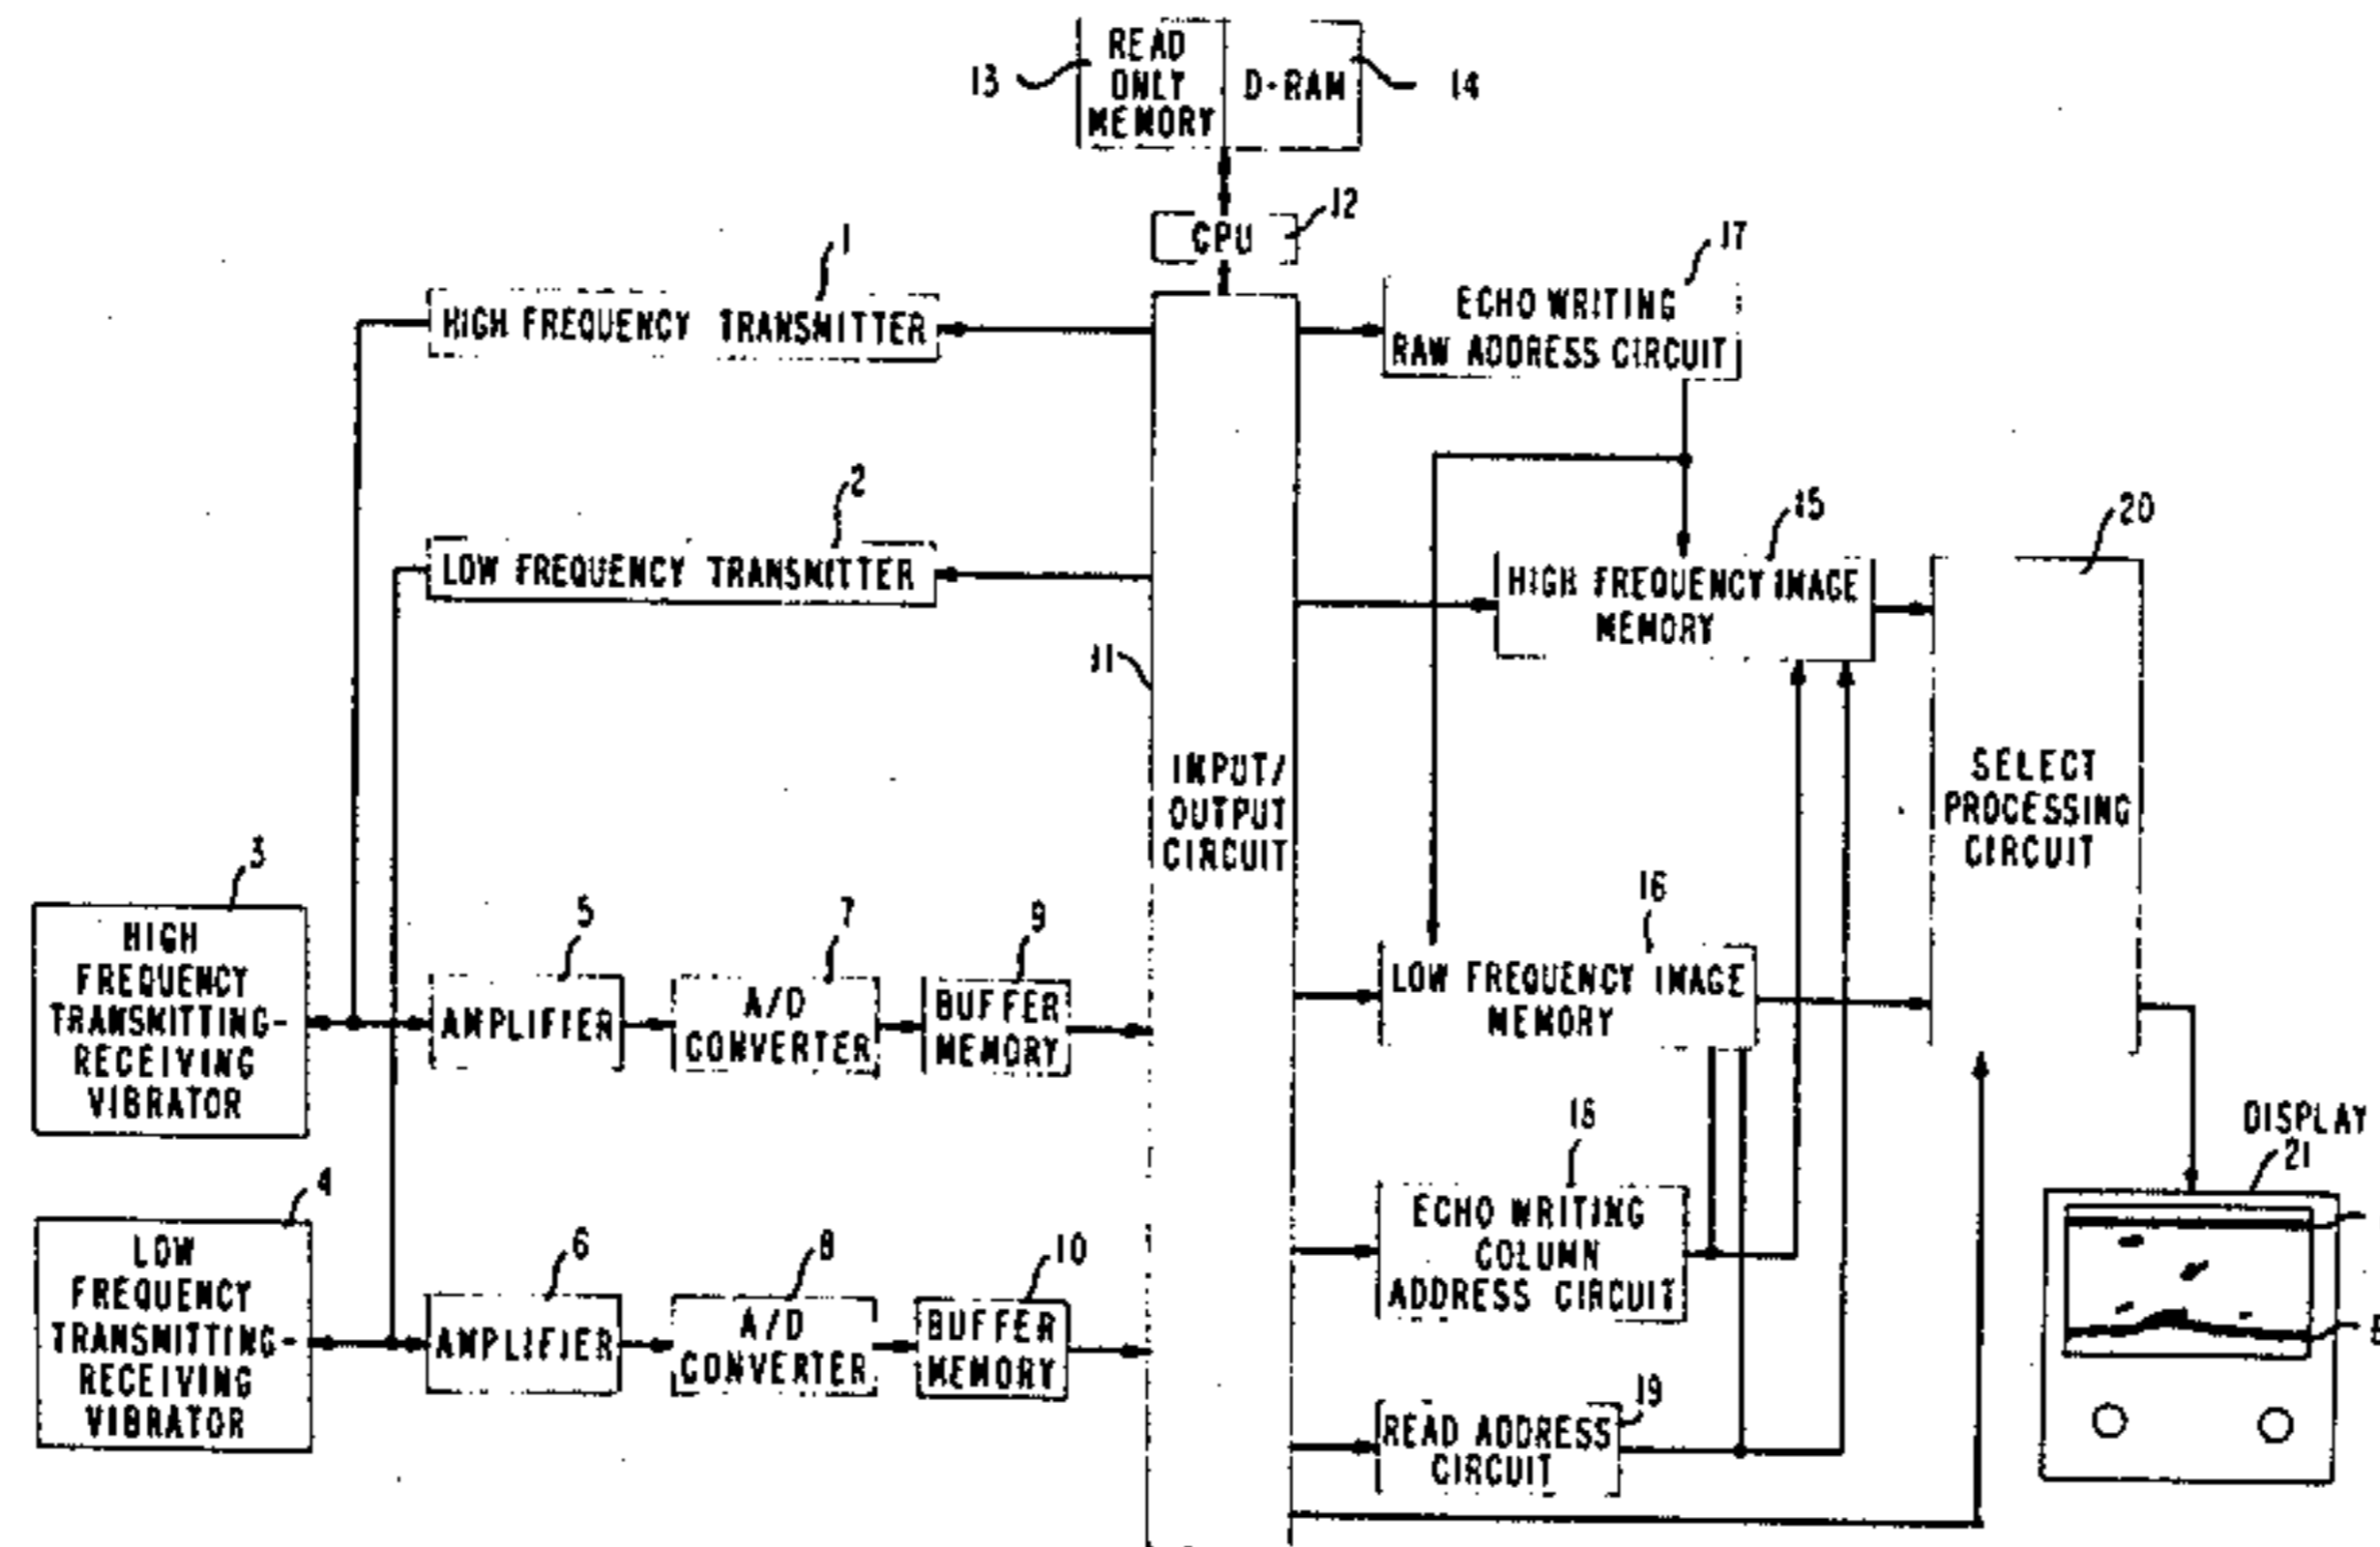 READ
ONLY
MEMORY
D-RAM
13
14
CPU
12
1
HIGH FREQUENCY TRANSMITTER
17
ECHO WRITING
RAW ADDRESS CIRCUIT
2
LOW FREQUENCY TRANSMITTER
15
HIGH FREQUENCY IMAGE
MEMORY
20
SELECT
PROCESSING
CIRCUIT
11
INPUT/
OUTPUT
CIRCUIT
3
HIGH
FREQUENCY
TRANSMITTING-
RECEIVING
VIBRATOR
5
AMPLIFIER
7
A/D
CONVERTER
9
BUFFER
MEMORY
16
LOW FREQUENCY IMAGE
MEMORY
4
LOW
FREQUENCY
TRANSMITTING-
RECEIVING
VIBRATOR
6
AMPLIFIER
8
A/D
CONVERTER
10
BUFFER
MEMORY
18
ECHO WRITING
COLUMN
ADDRESS CIRCUIT
19
READ ADDRESS
CIRCUIT
DISPLAY
21